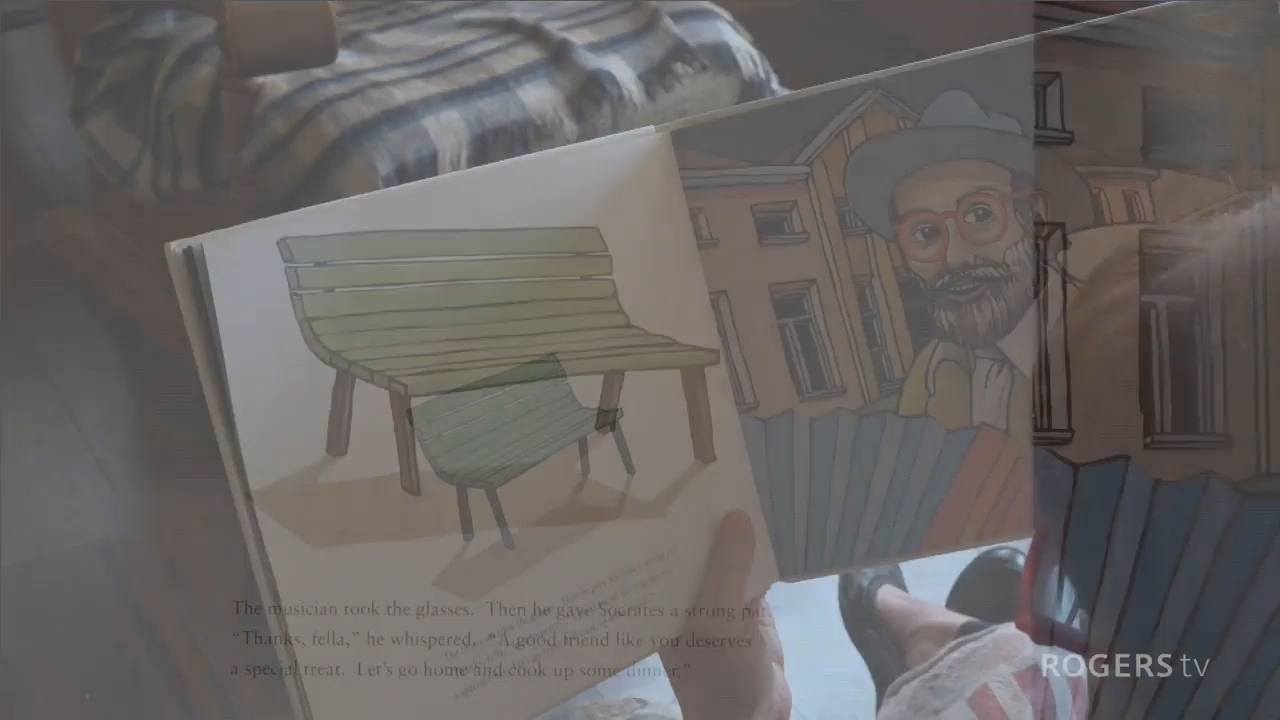 The musician took the glasses. Then he gave Socrates a strong pat.
“Thanks, fella,” he whispered. “A good friend like you deserves
a special treat. Let’s go home and cook up some dinner.”
ROGERS tv